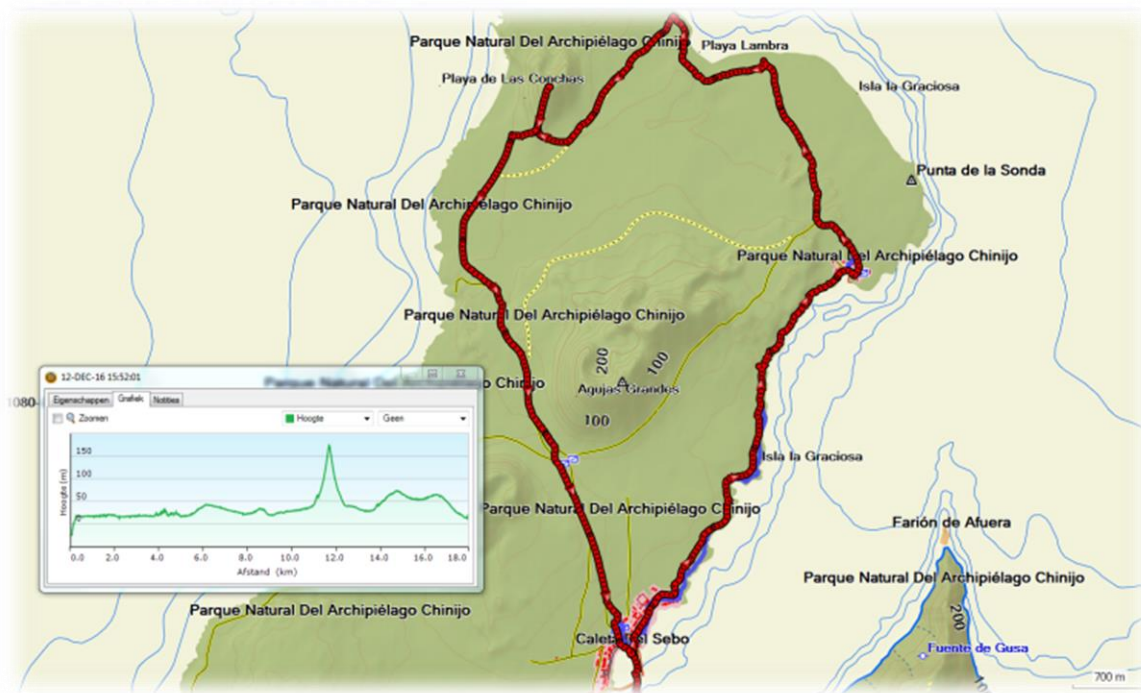 Parque Natural Del Archipiélago Chinijo
Playa Lambra
Playa de Las Conchas
Isla la Graciosa
Punta de la Sonda
Parque Natural Del Archipiélago Chinijo
Parque Natural Del Archipiélago Chinijo
Parque Natural Del Archipiélago Chinijo
200
100
Agujas Grandes
100
Parque Natural Del Archipiélago Chinijo
1080
12-DEC-16 15:52:01
Eigenschappen
Grafiek
Notities
Zoomen
Hoogte
Geen
Hoogte (m)
150
100
50
0.0 2.0 4.0 6.0 8.0 10.0 12.0 14.0 16.0 18.0
Afstand (km)
Isla la Graciosa
Parque Natural Del Archipiélago Chinijo
Farión de Afuera
Parque Natural Del Archipiélago Chinijo
200
Parque Natural Del Archipiélago Chinijo
Caleta Del Sebo
Fuente de Gusa
700 m